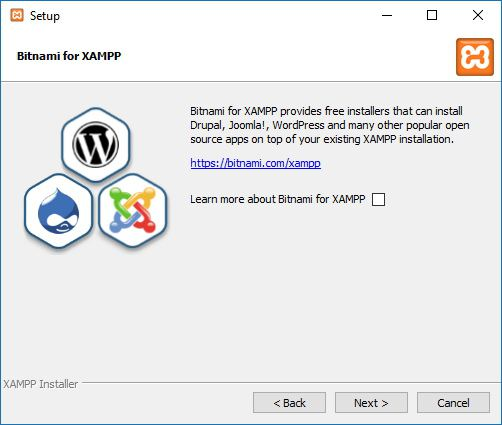 Setup
Bitnami for XAMPP
Bitnami for XAMPP provides free installers that can install
Drupal, Joomla!, WordPress and many other popular open
source apps on top of your existing XAMPP installation.
https://bitnami.com/xampp
Learn more about Bitnami for XAMPP
XAMPP Installer
< Back
Next >
Cancel